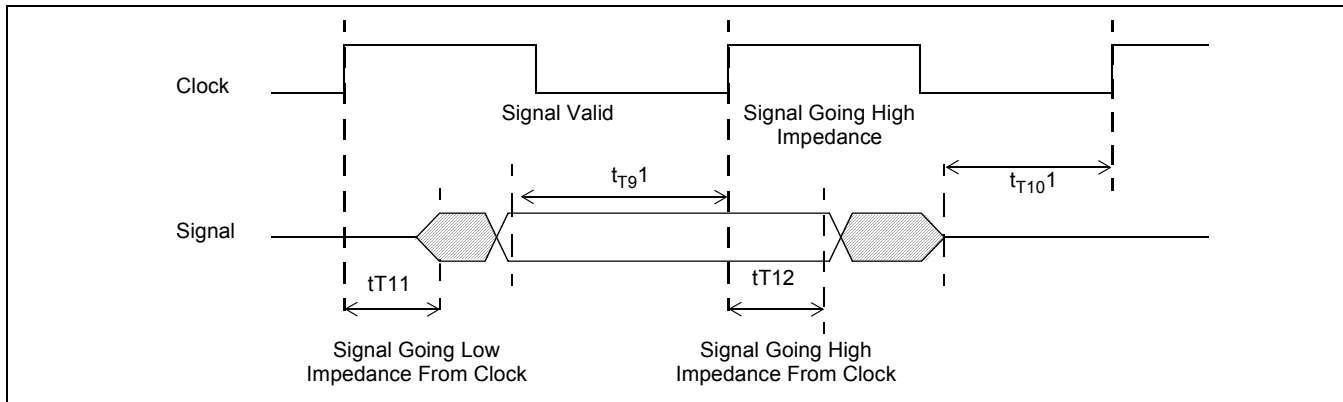 Clock
Signal Valid
Signal Going High
Impedance
tT91
tT101
Signal
tT11
tT12
Signal Going Low
Impedance From Clock
Signal Going High
Impedance From Clock